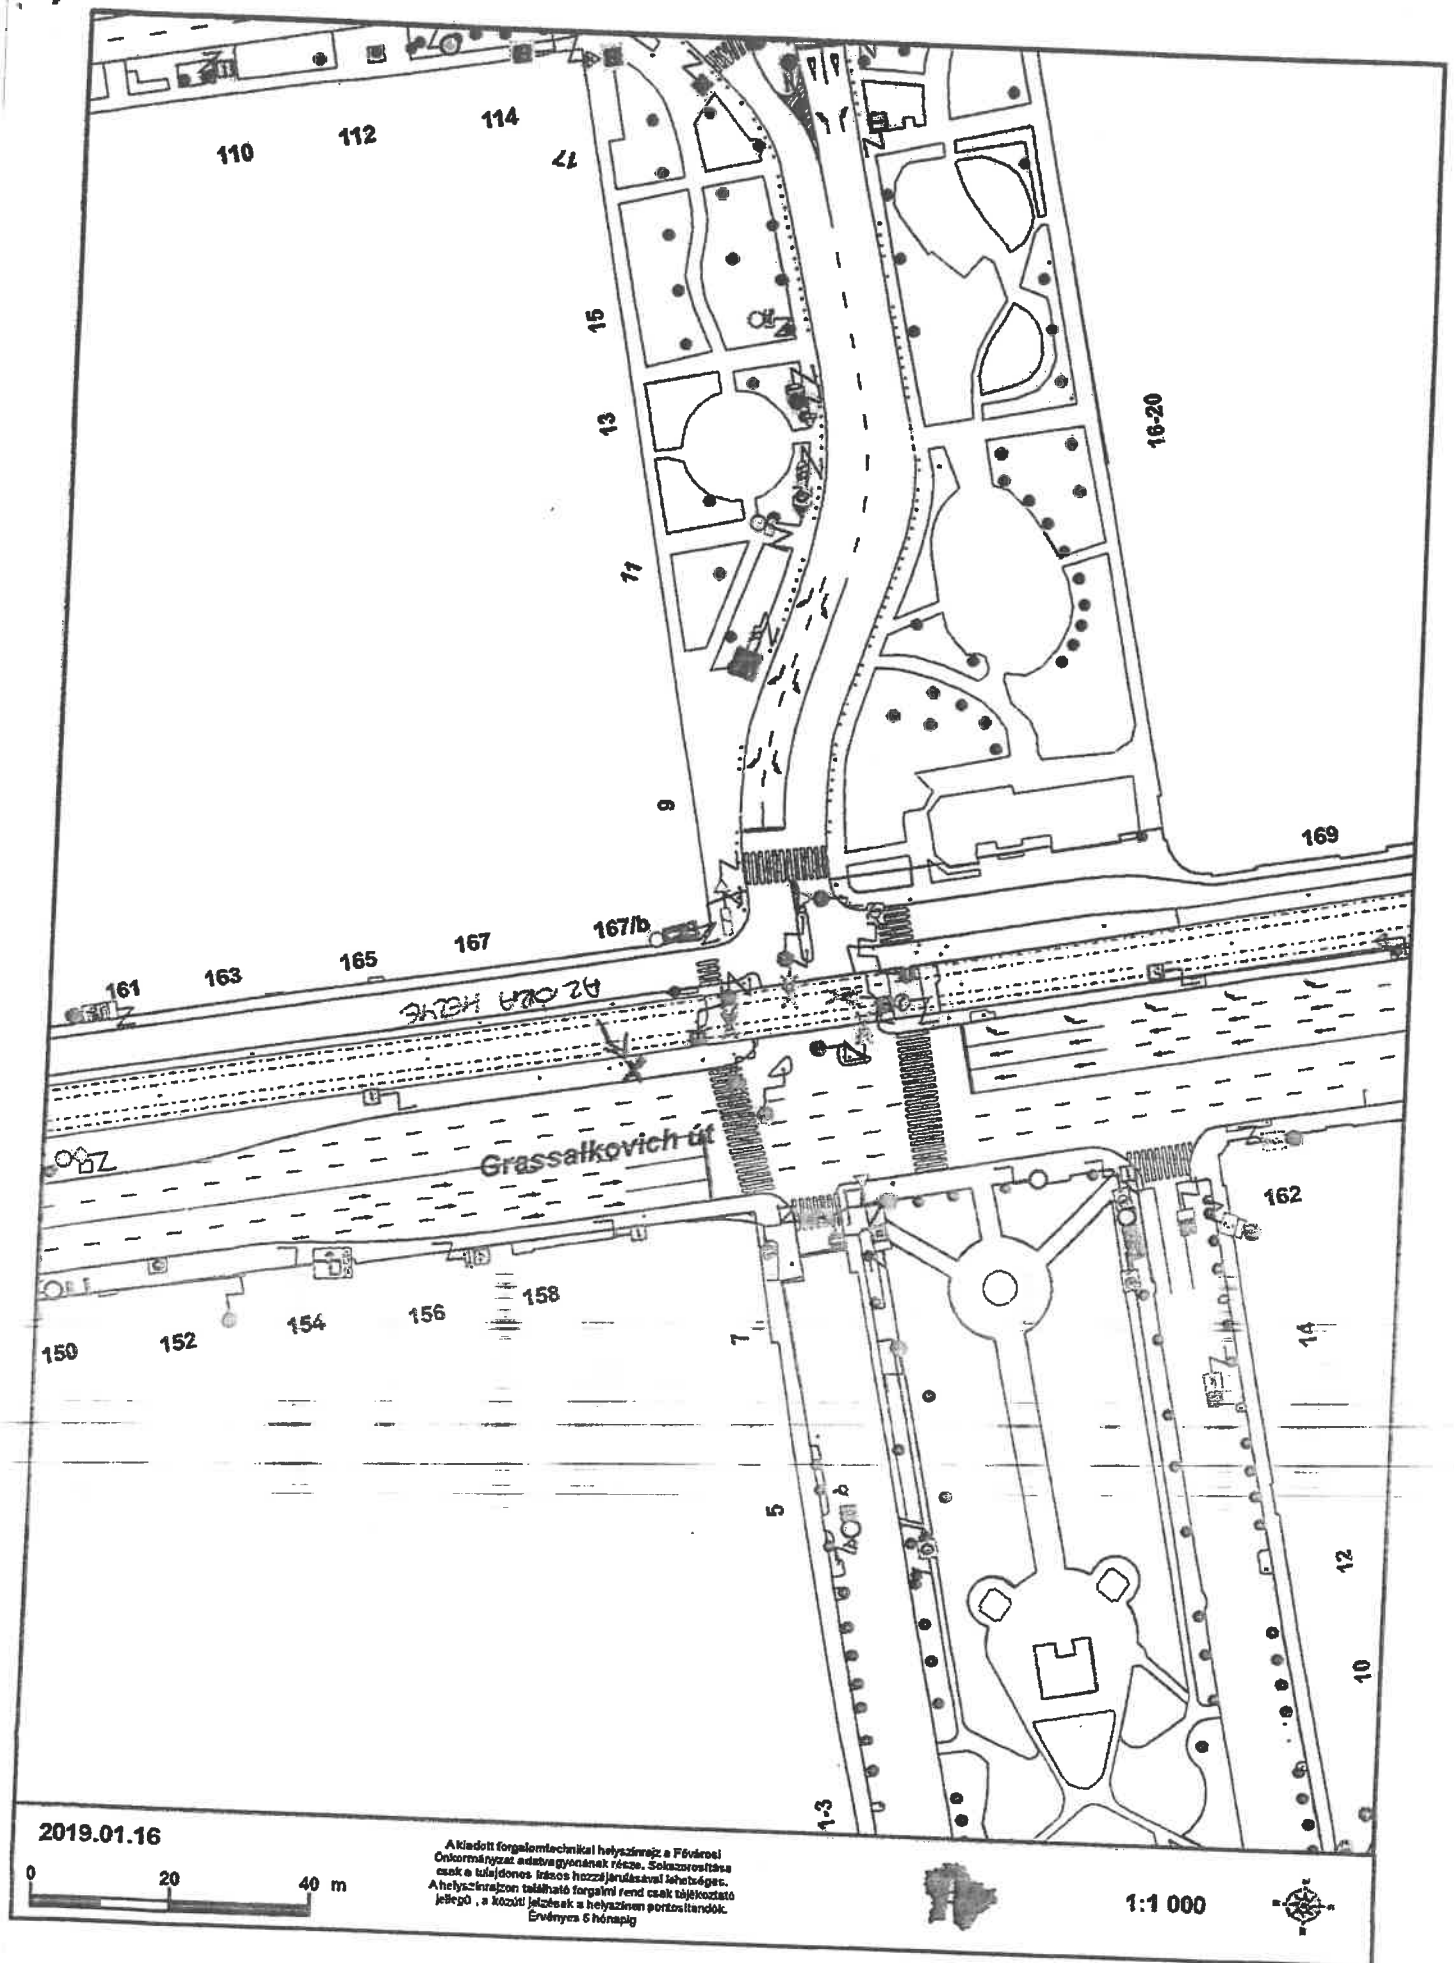 110
112
114
17
15
13
16-20
11
9
169
167/b
167
165
163
161
AZ ÓRA HELYE
Grassalkovich út
162
158
156
154
152
150
7
14
5
12
10
1-3
2019.01.16
0 20 40 m
A kiadott forgalomtechnikai helyszínrajz a Fővárosi
Önkormányzat adatvagyonának része. Sokszorosítása
csak a tulajdonos írásos hozzájárulásával lehetséges.
A helyszínrajzon található forgalmi rend csak tájékoztató
jellegű , a közúti jelzések a helyszínen pontosítandók.
Érvényes 6 hónapig
1:1 000